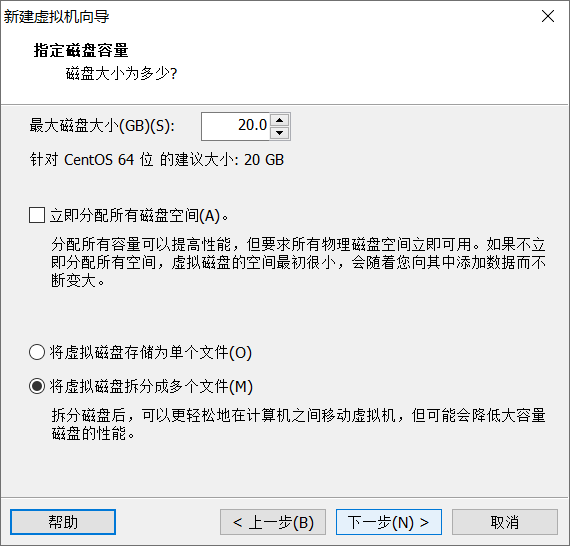 新建虚拟机向导
指定磁盘容量
磁盘大小为多少?
最大磁盘大小(GB)(S): 20.0
针对 CentOS 64 位 的建议大小: 20 GB
立即分配所有磁盘空间(A)。
分配所有容量可以提高性能，但要求所有物理磁盘空间立即可用。如果不立
即分配所有空间，虚拟磁盘的空间最初很小，会随着您向其中添加数据而不
断变大。
将虚拟磁盘存储为单个文件(O)
将虚拟磁盘拆分成多个文件(M)
拆分磁盘后，可以更轻松地在计算机之间移动虚拟机，但可能会降低大容量
磁盘的性能。
帮助 < 上一步(B) 下一步(N) > 取消